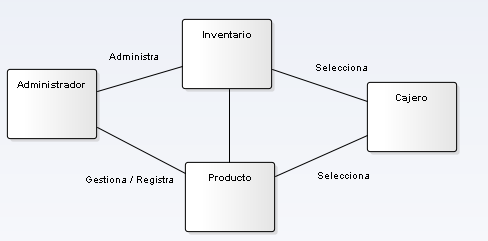 Inventario
Administra
Selecciona
Administrador
Cajero
Gestiona / Registra
Producto
Selecciona